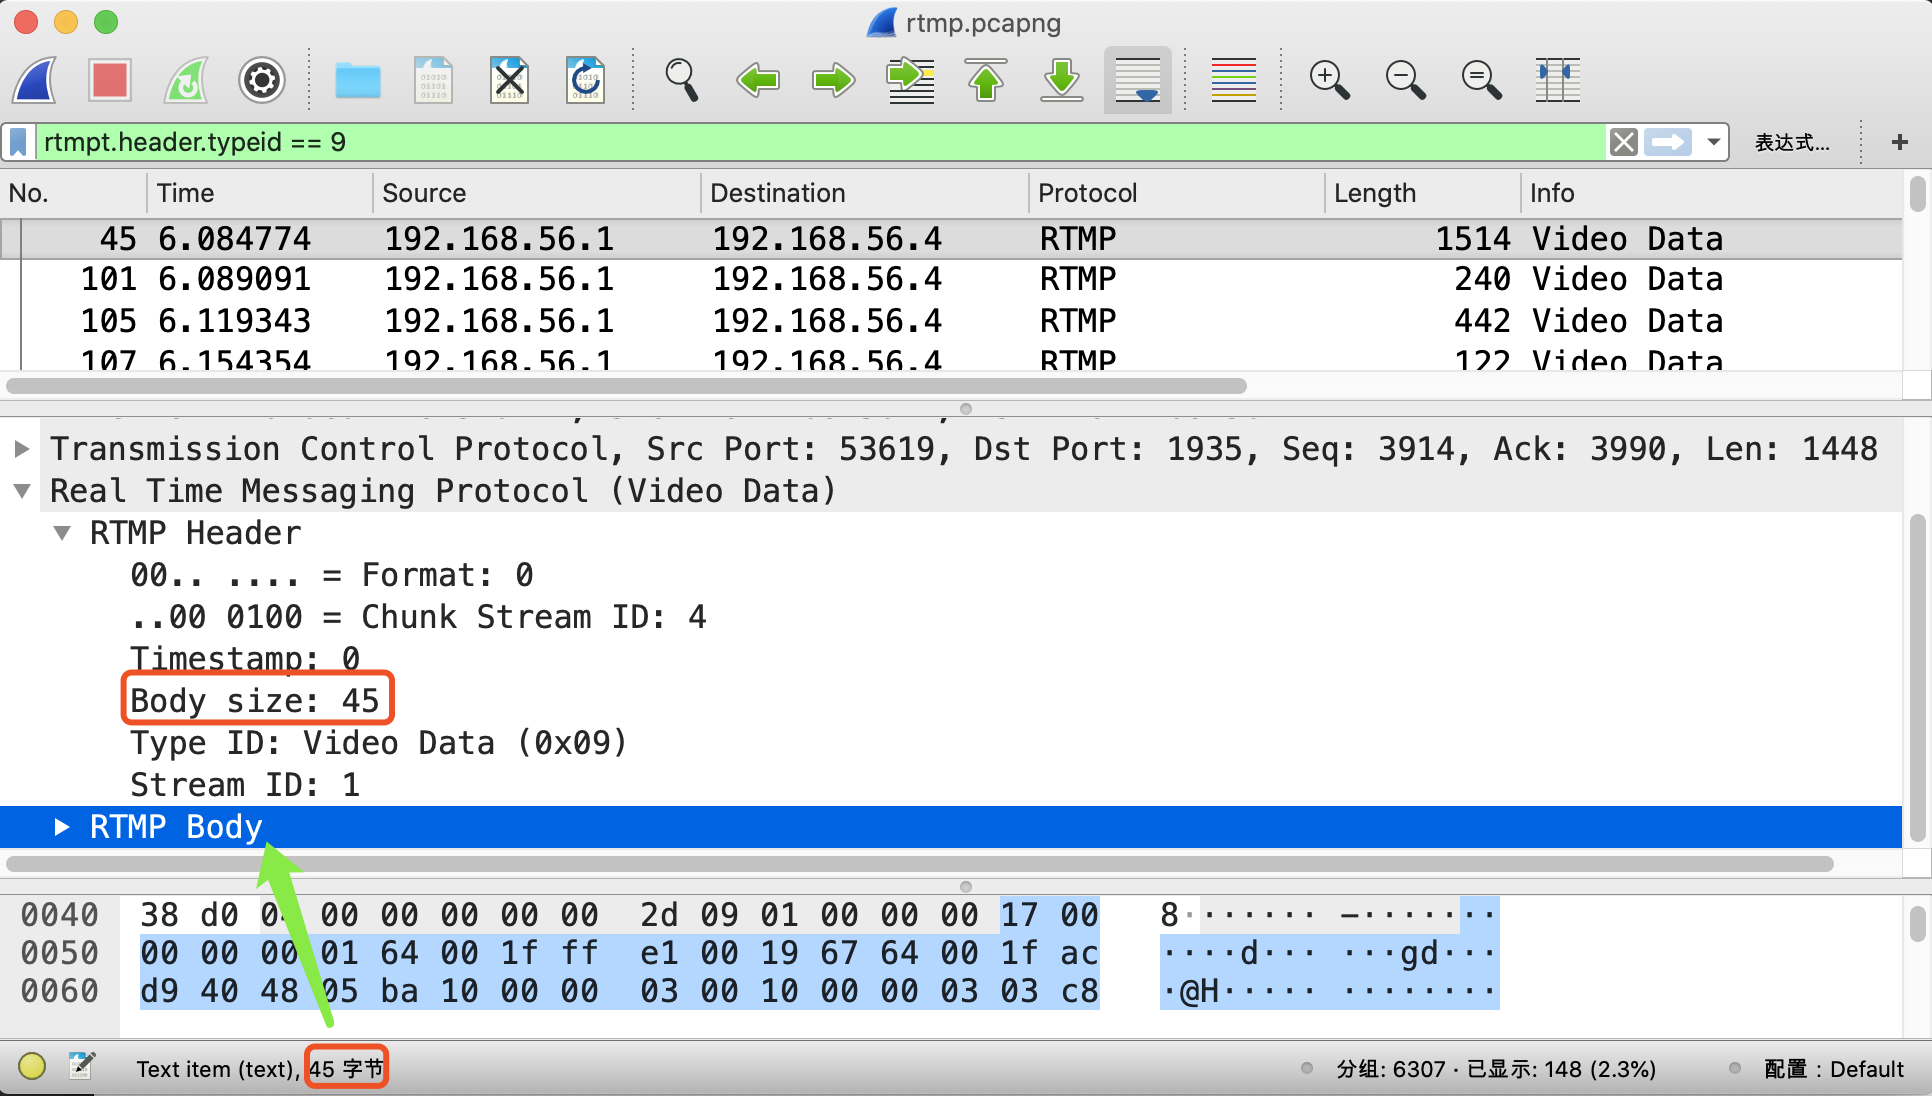 rtmp.pcapng
rtmpt.header.typeid == 9
表达式...
+
No. Time Source Destination Protocol Length Info
45 6.084774 192.168.56.1 192.168.56.4 RTMP 1514 Video Data
101 6.089091 192.168.56.1 192.168.56.4 RTMP 240 Video Data
105 6.119343 192.168.56.1 192.168.56.4 RTMP 442 Video Data
107 6.154354 192.168.56.1 192.168.56.4 RTMP 122 Video Data
Transmission Control Protocol, Src Port: 53619, Dst Port: 1935, Seq: 3914, Ack: 3990, Len: 1448
Real Time Messaging Protocol (Video Data)
RTMP Header
00.. .... = Format: 0
..00 0100 = Chunk Stream ID: 4
Timestamp: 0
Body size: 45
Type ID: Video Data (0x09)
Stream ID: 1
RTMP Body
0040 38 d0 04 00 00 00 00 00 2d 09 01 00 00 00 17 00 8······· -·······
0050 00 00 00 01 64 00 1f ff e1 00 19 67 64 00 1f ac ····d··· ···gd···
0060 d9 40 48 05 ba 10 00 00 03 00 10 00 00 03 03 c8 ·@H····· ········
Text item (text), 45 字节
分组: 6307 · 已显示: 148 (2.3%)
配置：Default